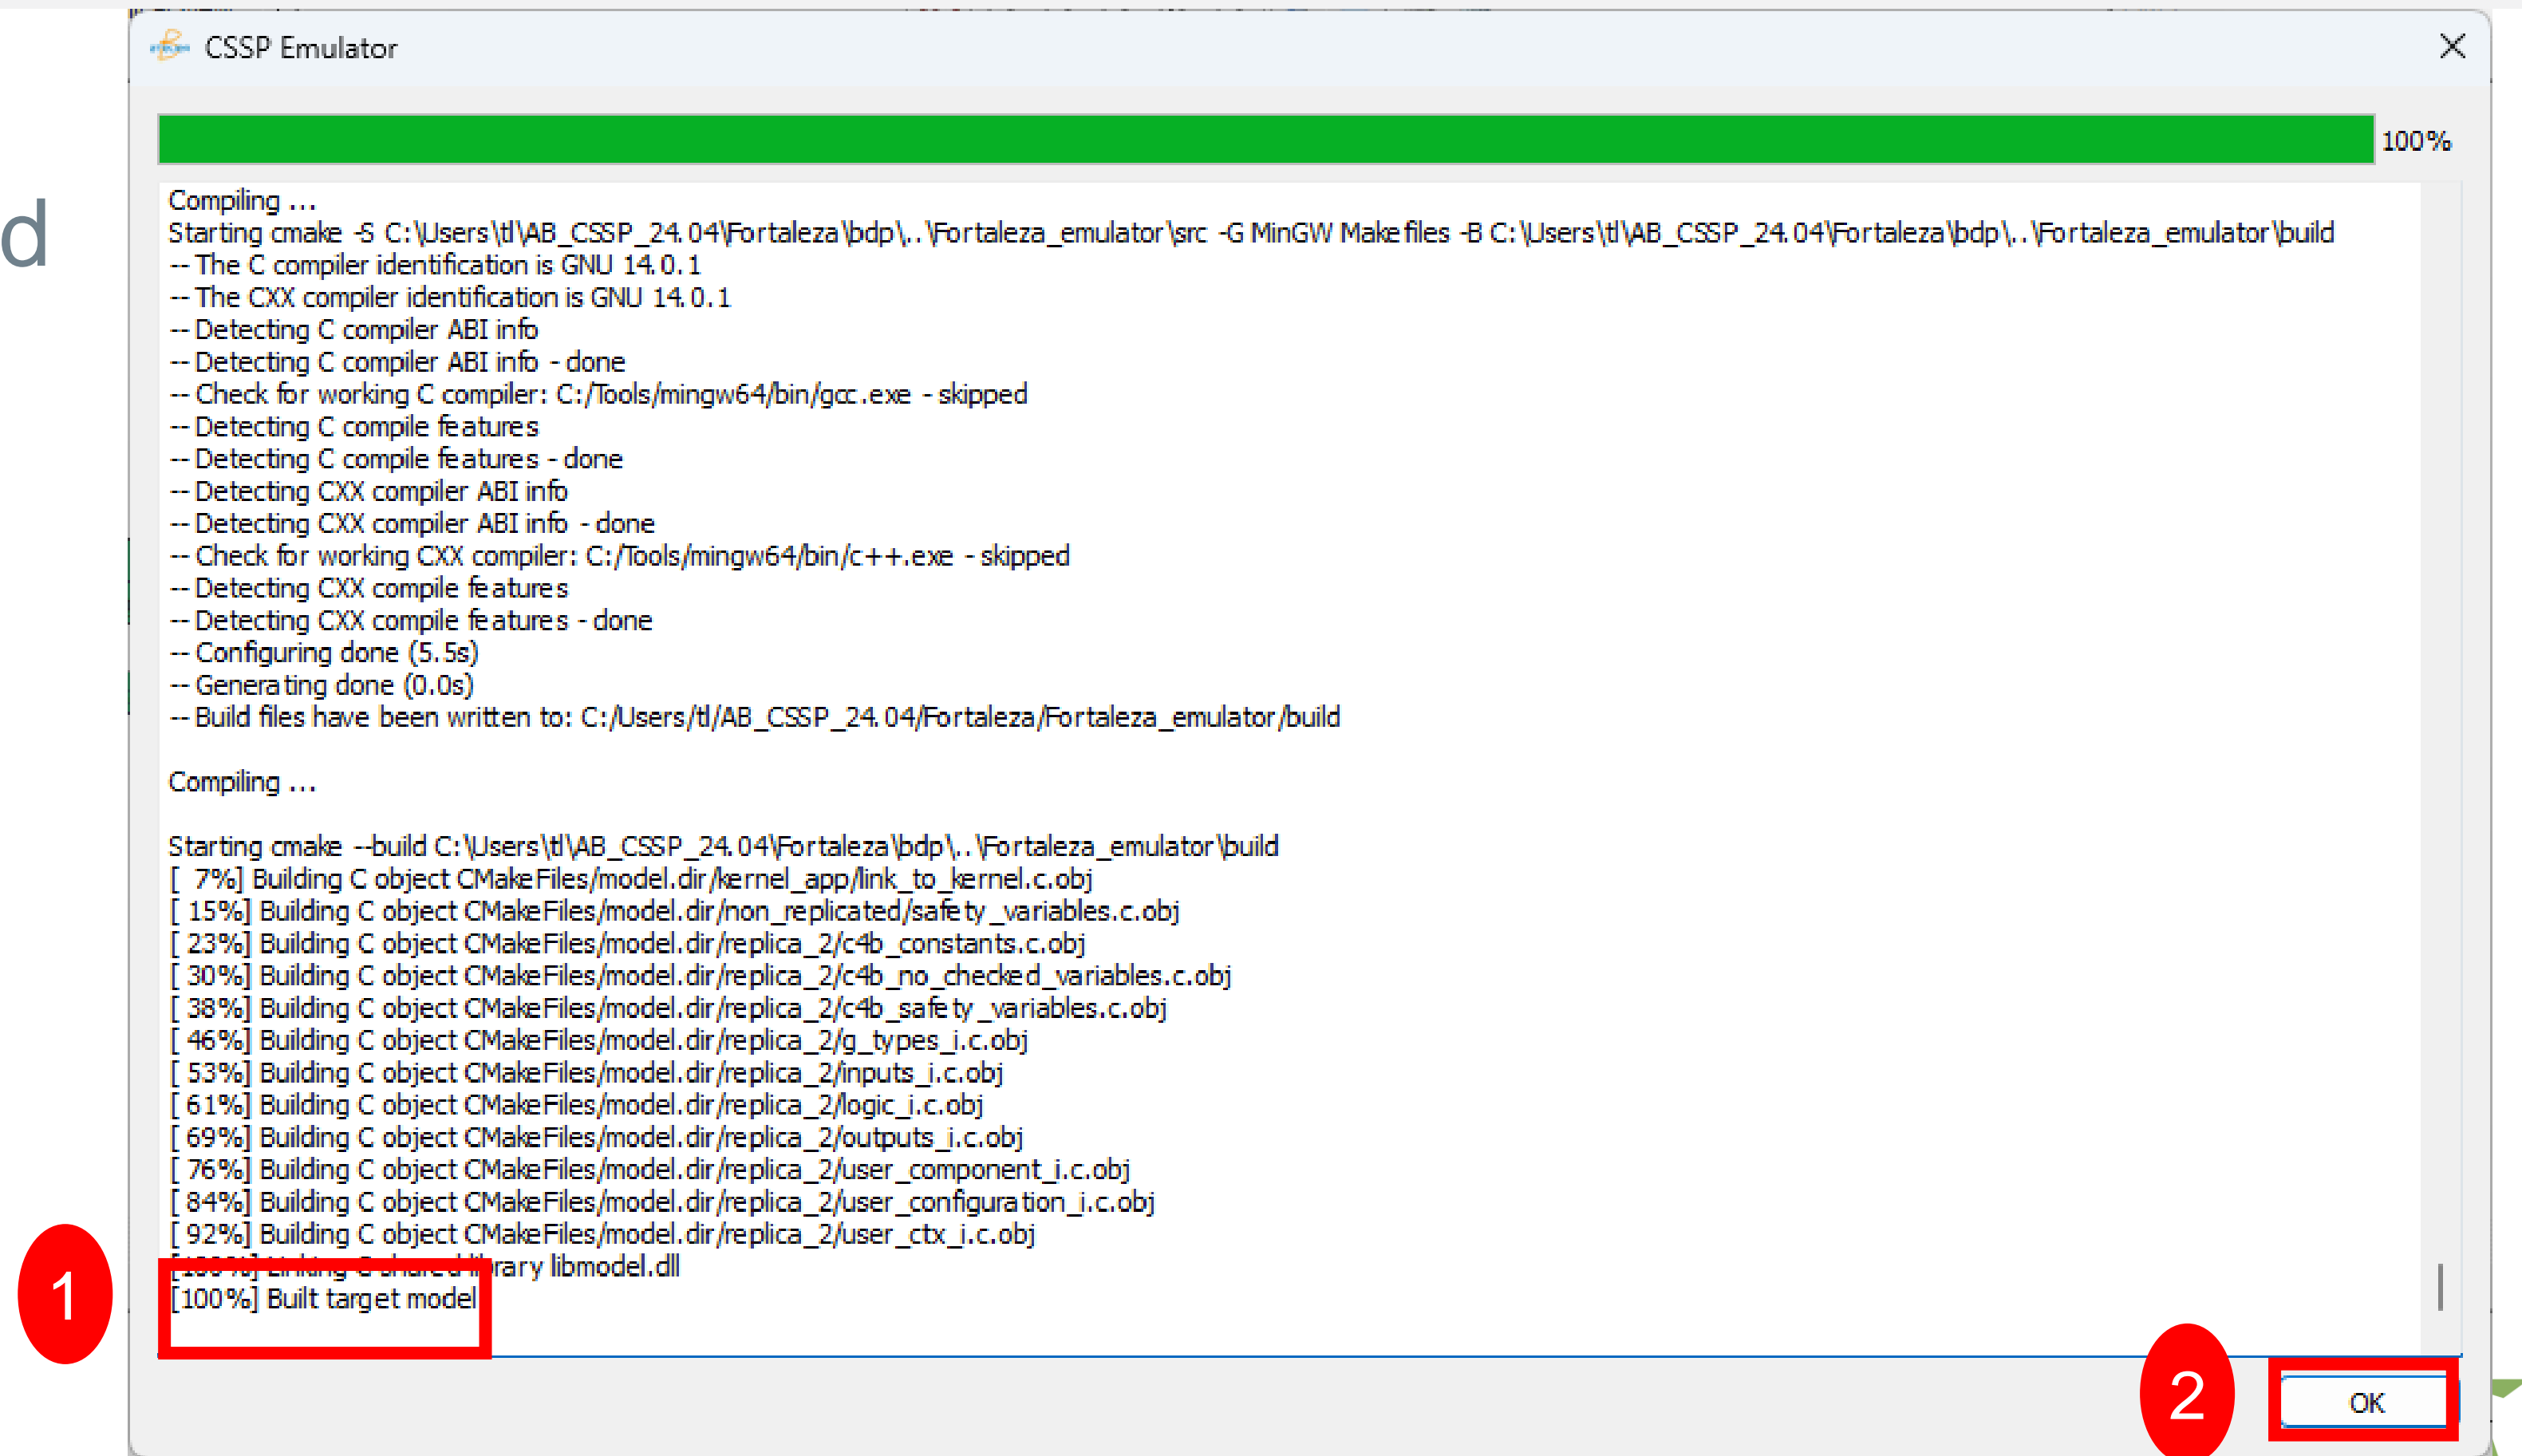 CSSP Emulator
100%
d
Compiling ...
Starting cmake -S C:\Users\tl\AB_CSSP_24.04\Fortaleza\bdp\..\Fortaleza_emulator\src -G MinGW Makefiles -B C:\Users\tl\AB_CSSP_24.04\Fortaleza\bdp\..\Fortaleza_emulator\build
-- The C compiler identification is GNU 14.0.1
-- The CXX compiler identification is GNU 14.0.1
-- Detecting C compiler ABI info
-- Detecting C compiler ABI info - done
-- Check for working C compiler: C:/Tools/mingw64/bin/gcc.exe - skipped
-- Detecting C compile features
-- Detecting C compile features - done
-- Detecting CXX compiler ABI info
-- Detecting CXX compiler ABI info - done
-- Check for working CXX compiler: C:/Tools/mingw64/bin/c++.exe - skipped
-- Detecting CXX compile features
-- Detecting CXX compile features - done
-- Configuring done (5.5s)
-- Generating done (0.0s)
-- Build files have been written to: C:/Users/tl/AB_CSSP_24.04/Fortaleza/Fortaleza_emulator/build
Compiling ...
Starting cmake --build C:\Users\tl\AB_CSSP_24.04\Fortaleza\bdp\..\Fortaleza_emulator\build
[ 7%] Building C object CMakeFiles/model.dir/kernel_app/link_to_kernel.c.obj
[ 15%] Building C object CMakeFiles/model.dir/non_replicated/safety_variables.c.obj
[ 23%] Building C object CMakeFiles/model.dir/replica_2/c4b_constants.c.obj
[ 30%] Building C object CMakeFiles/model.dir/replica_2/c4b_no_checked_variables.c.obj
[ 38%] Building C object CMakeFiles/model.dir/replica_2/c4b_safety_variables.c.obj
[ 46%] Building C object CMakeFiles/model.dir/replica_2/g_types_i.c.obj
[ 53%] Building C object CMakeFiles/model.dir/replica_2/inputs_i.c.obj
[ 61%] Building C object CMakeFiles/model.dir/replica_2/logic_i.c.obj
[ 69%] Building C object CMakeFiles/model.dir/replica_2/outputs_i.c.obj
[ 76%] Building C object CMakeFiles/model.dir/replica_2/user_component_i.c.obj
[ 84%] Building C object CMakeFiles/model.dir/replica_2/user_configuration_i.c.obj
[ 92%] Building C object CMakeFiles/model.dir/replica_2/user_ctx_i.c.obj
[100%] Linking C shared library libmodel.dll
[100%] Built target model
1
2
OK